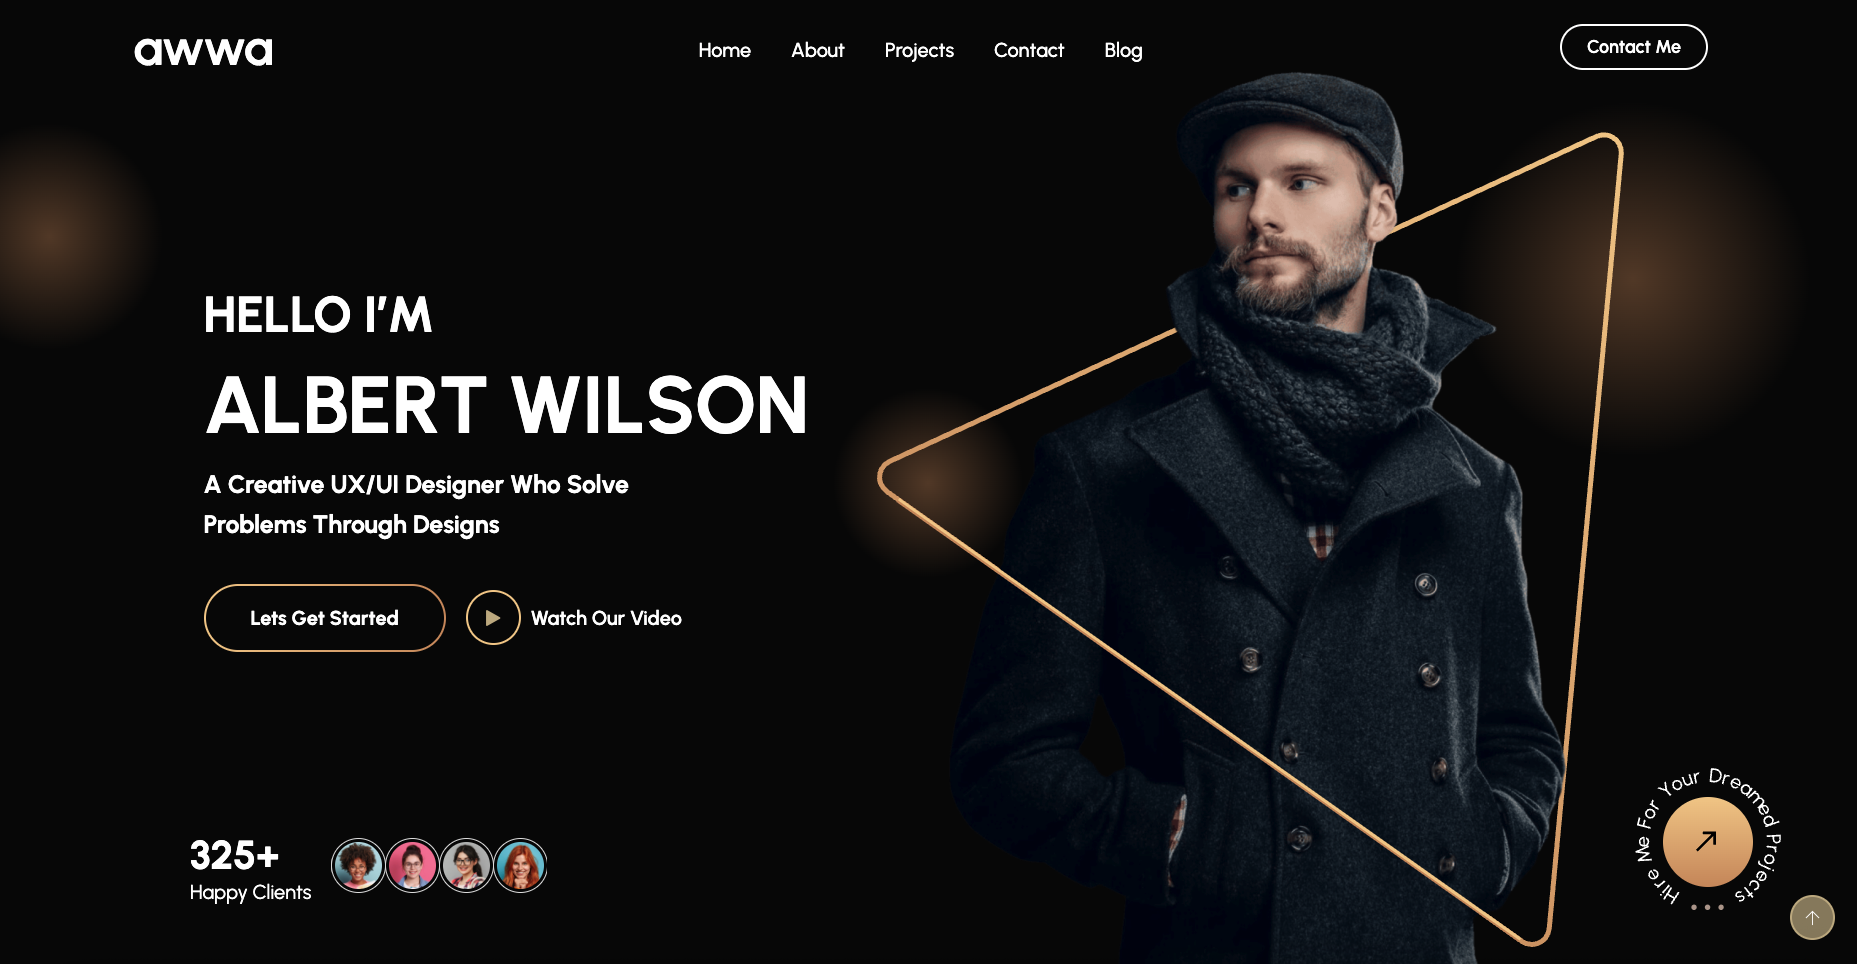 awwa
Home
About
Projects
Contact
Blog
Contact Me
HELLO I'M
ALBERT WILSON
A Creative UX/UI Designer Who Solve
Problems Through Designs
Lets Get Started
Watch Our Video
325+
Happy Clients
Hire Me For Your Dreamed Projects